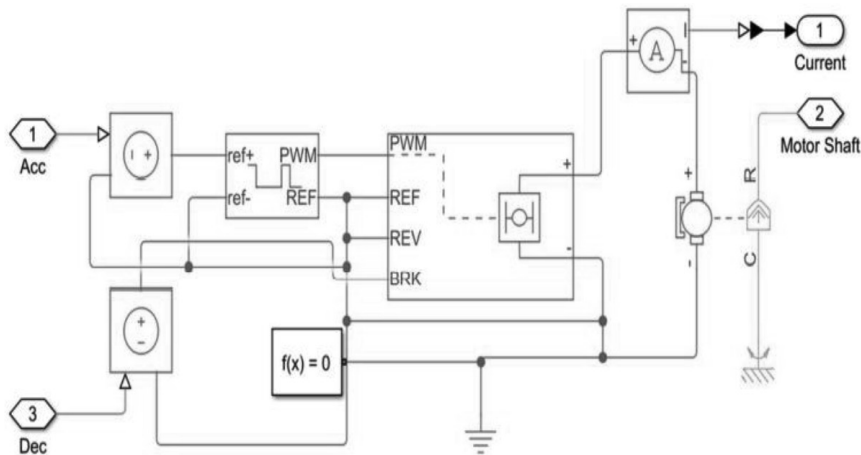 1
Acc
ref+
PWM
ref-
REF
PWM
REF
REV
BRK
+
-
+
A
I
-
1
Current
2
Motor Shaft
R
C
+
-
+
-
f(x) = 0
3
Dec